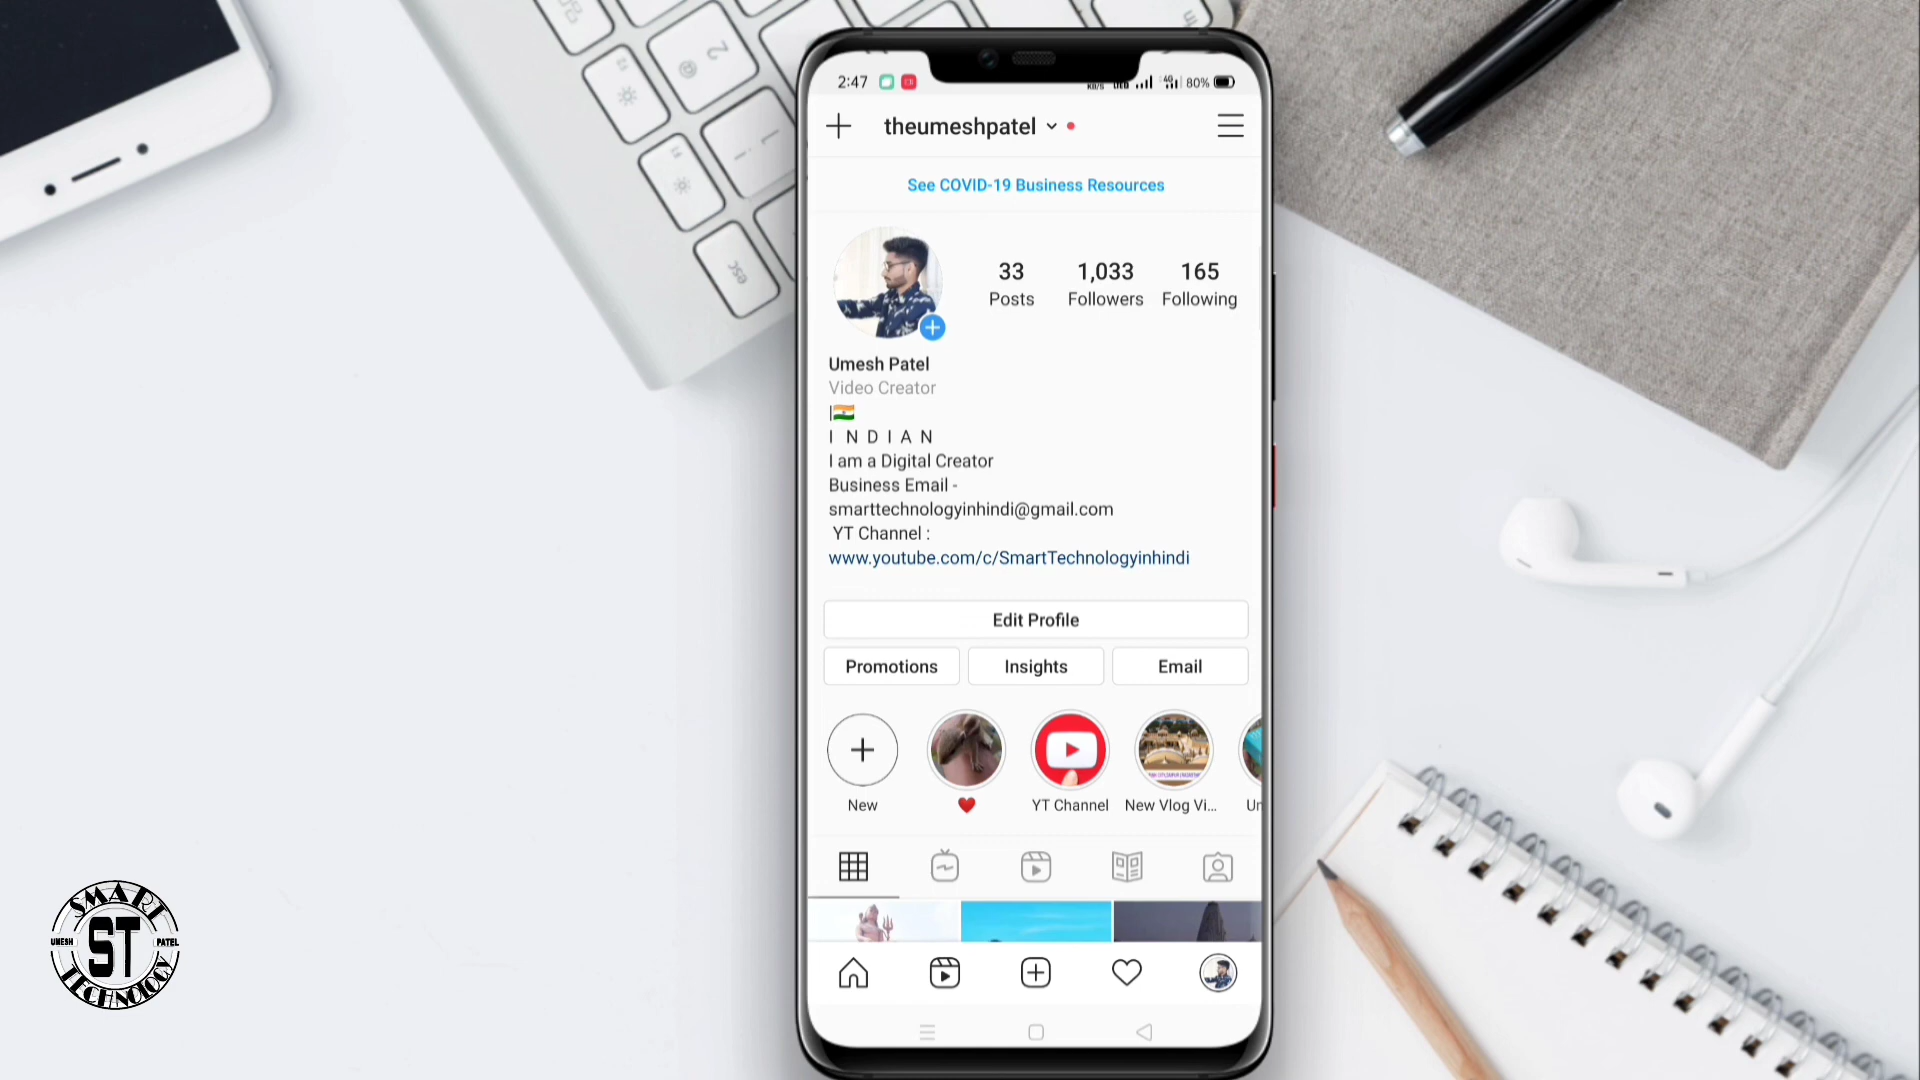 2:47
KB/S
80%
theumeshpatel
See COVID-19 Business Resources
33
1,033
165
Posts
Followers
Following
Umesh Patel
Video Creator
|🇮🇳
I N D I A N
I am a Digital Creator
Business Email -
smarttechnologyinhindi@gmail.com
YT Channel :
www.youtube.com/c/SmartTechnologyinhindi
Edit Profile
Promotions
Insights
Email
New
❤️
YT Channel
New Vlog Vi...
SMART
UMESH
ST
PATEL
TECHNOLOGY
esc